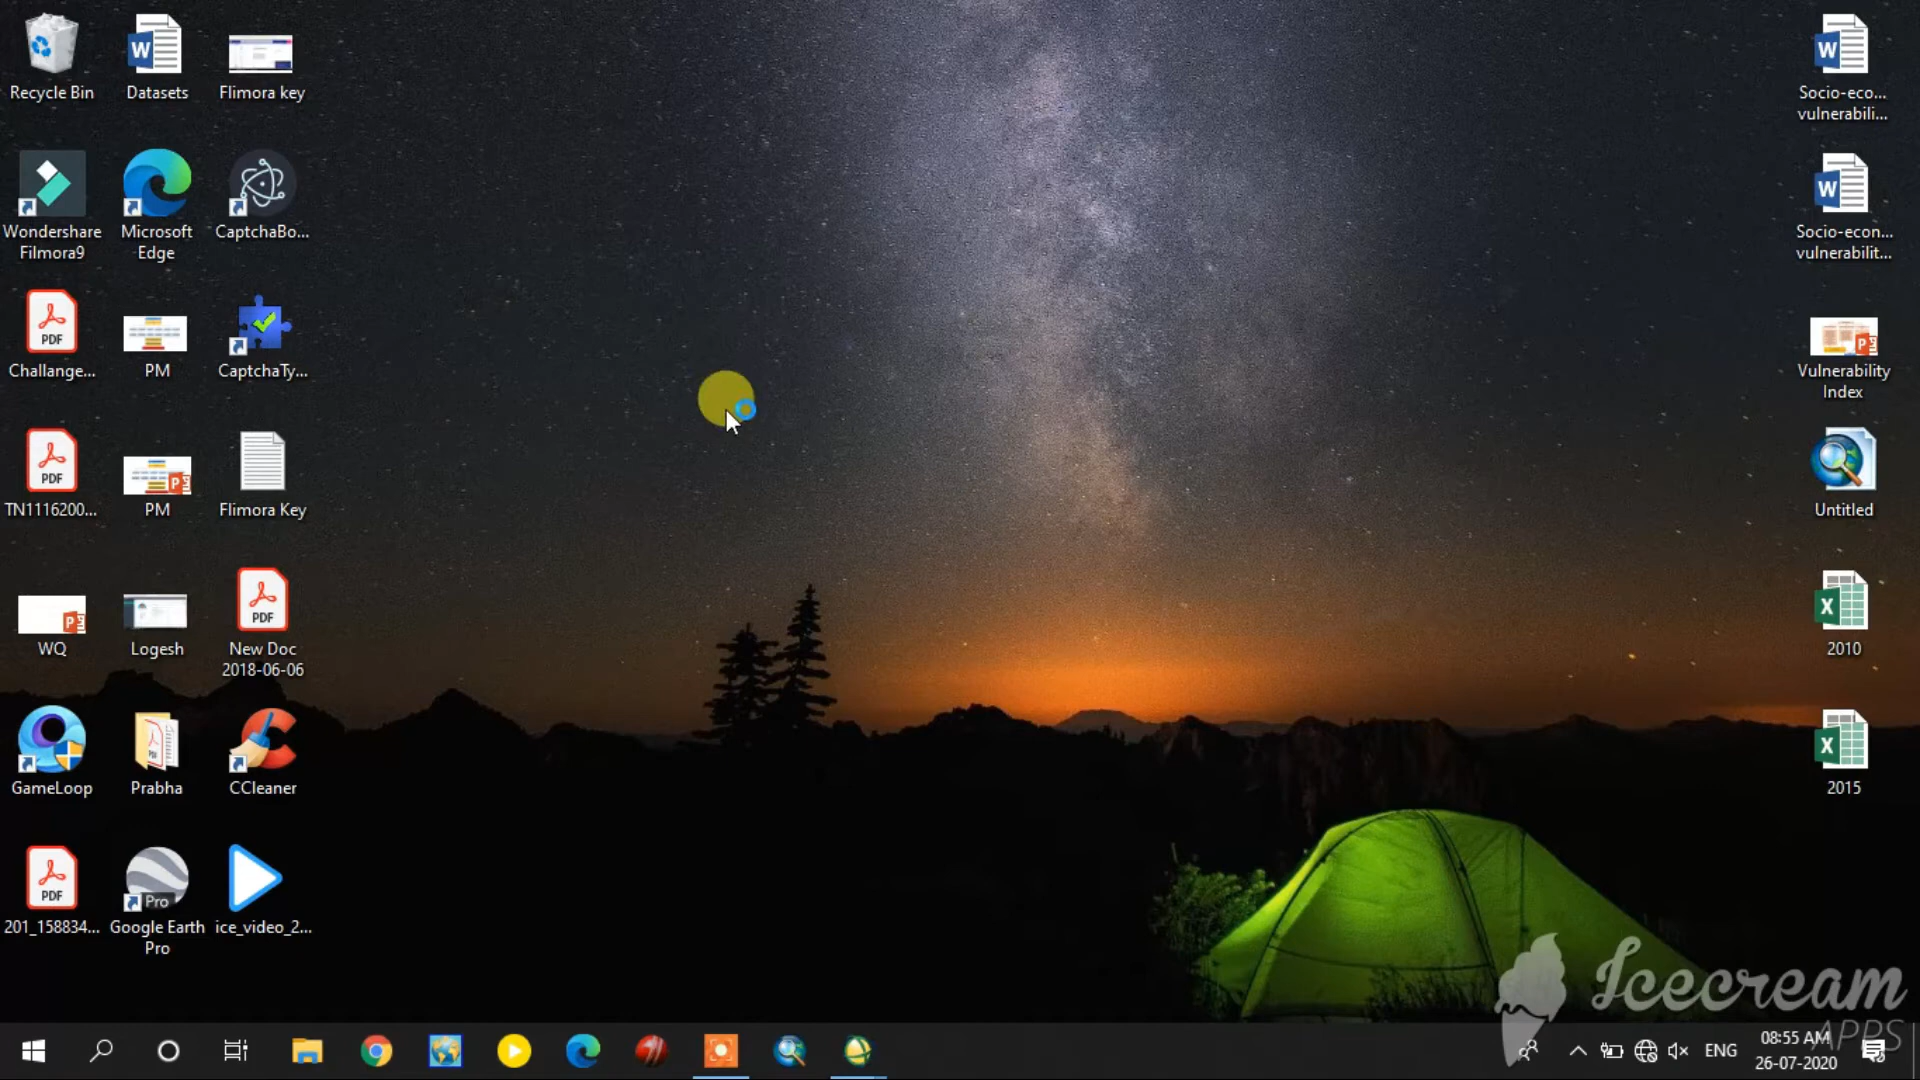 Recycle Bin
Datasets
Flimora key
Socio-eco...
vulnerabili...
Wondershare
Filmora9
Microsoft
Edge
CaptchaBo...
Socio-econ...
vulnerabilit...
Challange...
PM
CaptchaTy...
Vulnerability
Index
TN1116200...
PM
Flimora Key
Untitled
WQ
Logesh
New Doc
2018-06-06
2010
GameLoop
Prabha
CCleaner
2015
201_158834...
Google Earth
Pro
ice_video_2...
PDF
PDF
PDF
PDF
Pro
Icecream
APPS
ENG
08:55 AM
26-07-2020